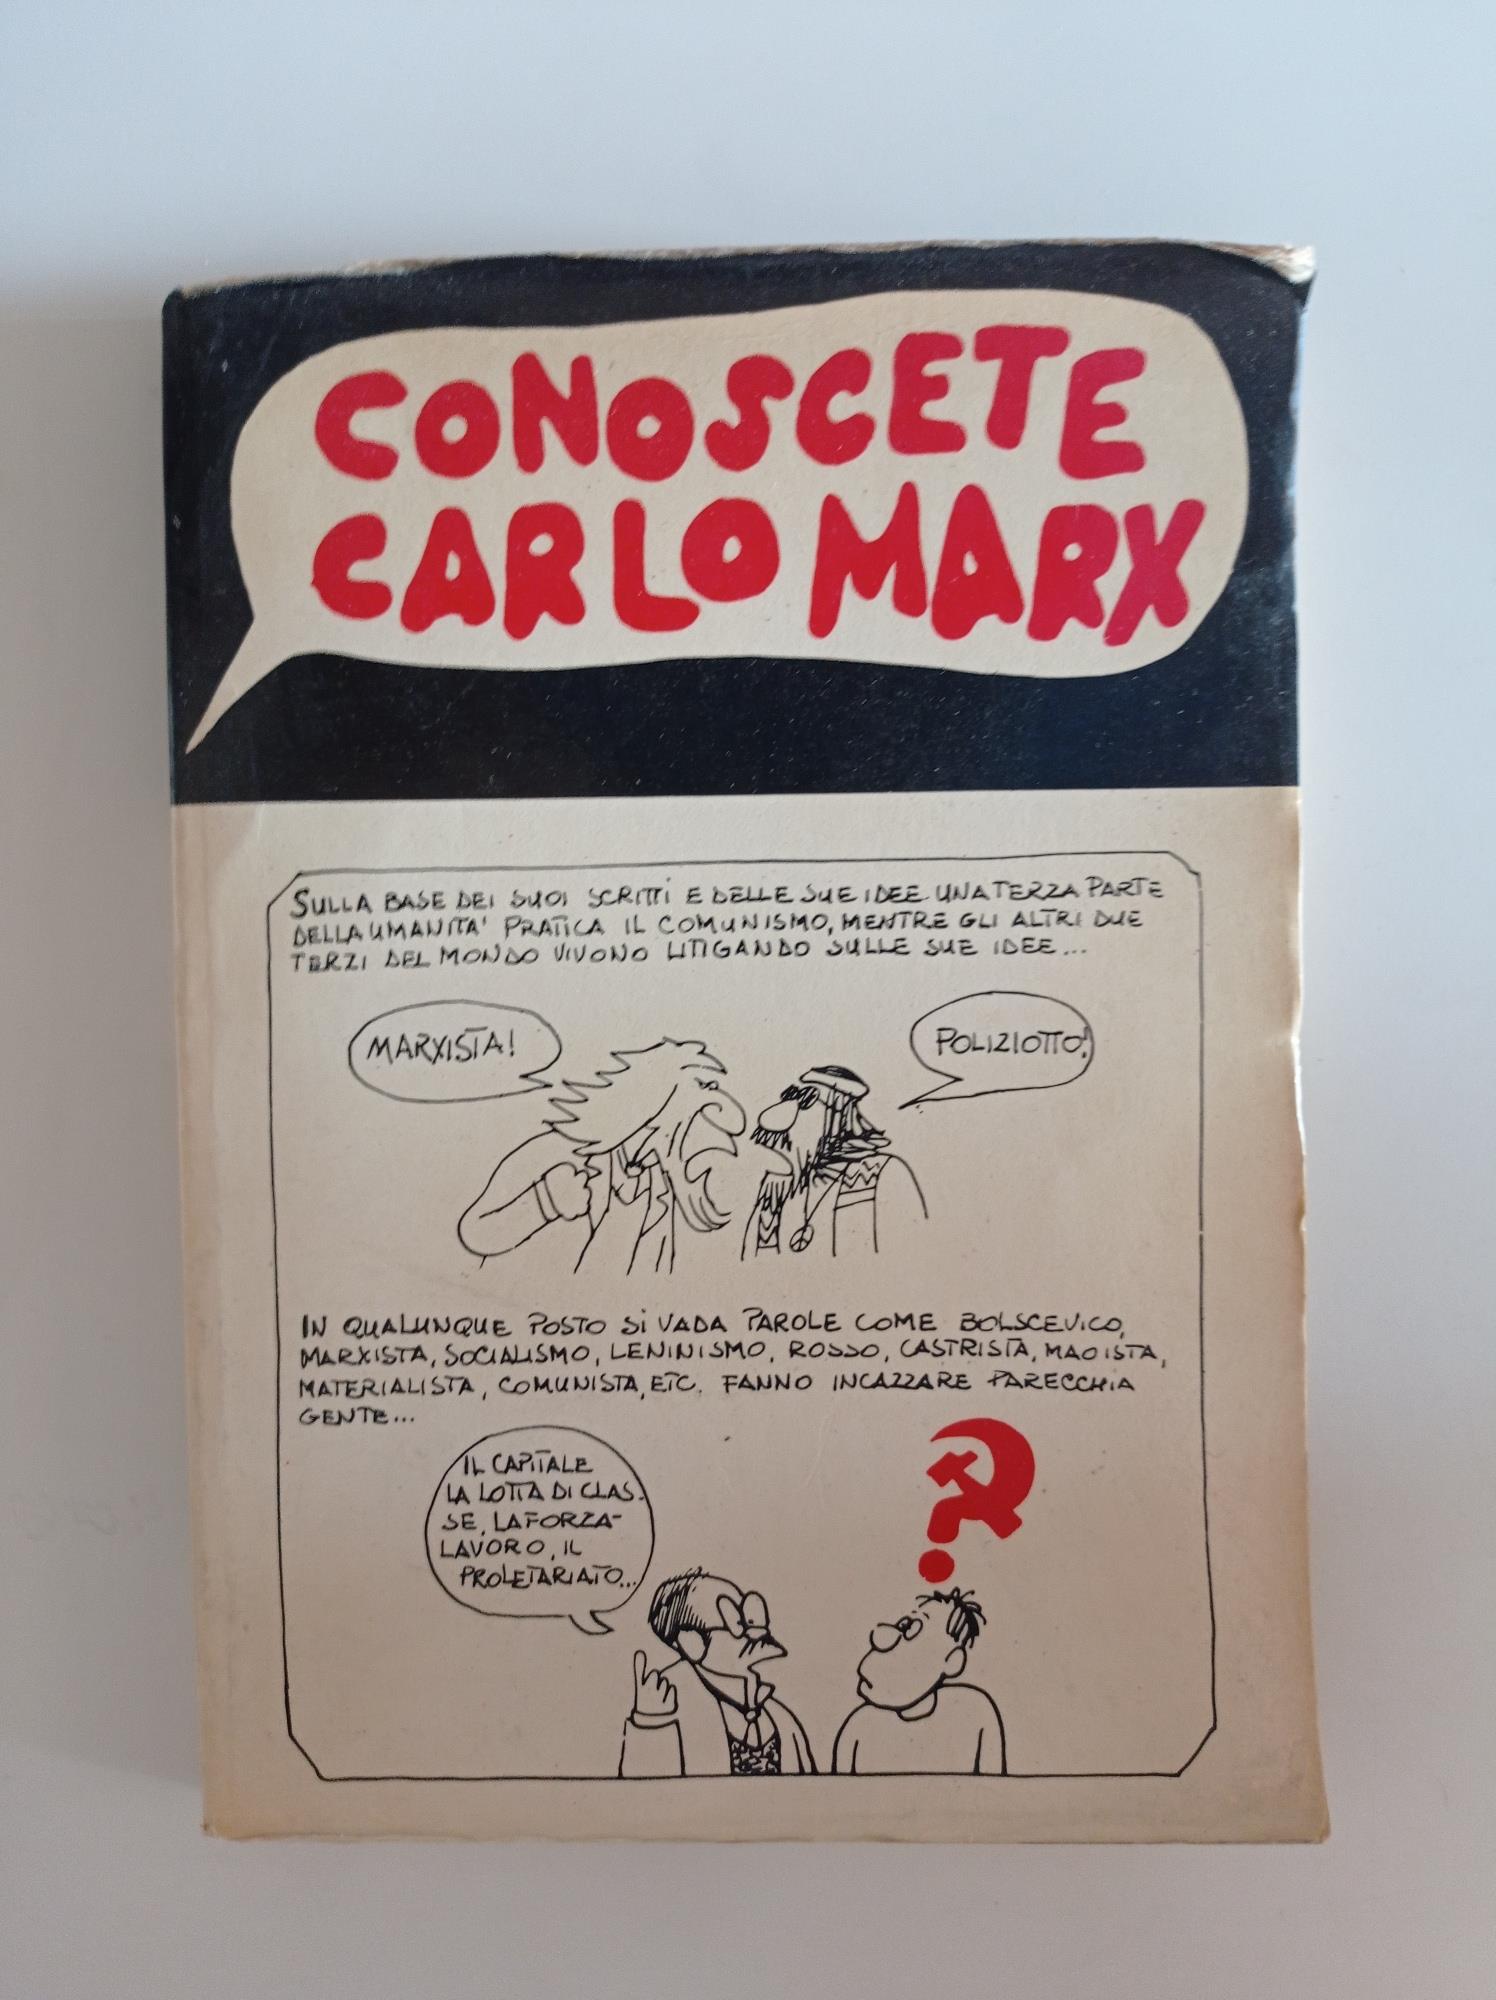 CONOSCETE
CARLO MARX
SULLA BASE DEI SUOI SCRITTI E DELLE SUE IDEE UNA TERZA PARTE
DELLA UMANITA' PRATICA IL COMUNISMO, MENTRE GLI ALTRI DUE
TERZI DEL MONDO VIVONO LITIGANDO SULLE SUE IDEE...
MARXISTA!
POLIZIOTTO!
IN QUALUNQUE POSTO SI VADA PAROLE COME BOLSCEVICO,
MARXISTA, SOCIALISMO, LENINISMO, ROSSO, CASTRISTA, MAOISTA,
MATERIALISTA, COMUNISTA, ETC. FANNO INCAZZARE PARECCHIA
GENTE...
IL CAPITALE
LA LOTTA DI CLAS-
SE, LA FORZA-
LAVORO, IL
PROLETARIATO...